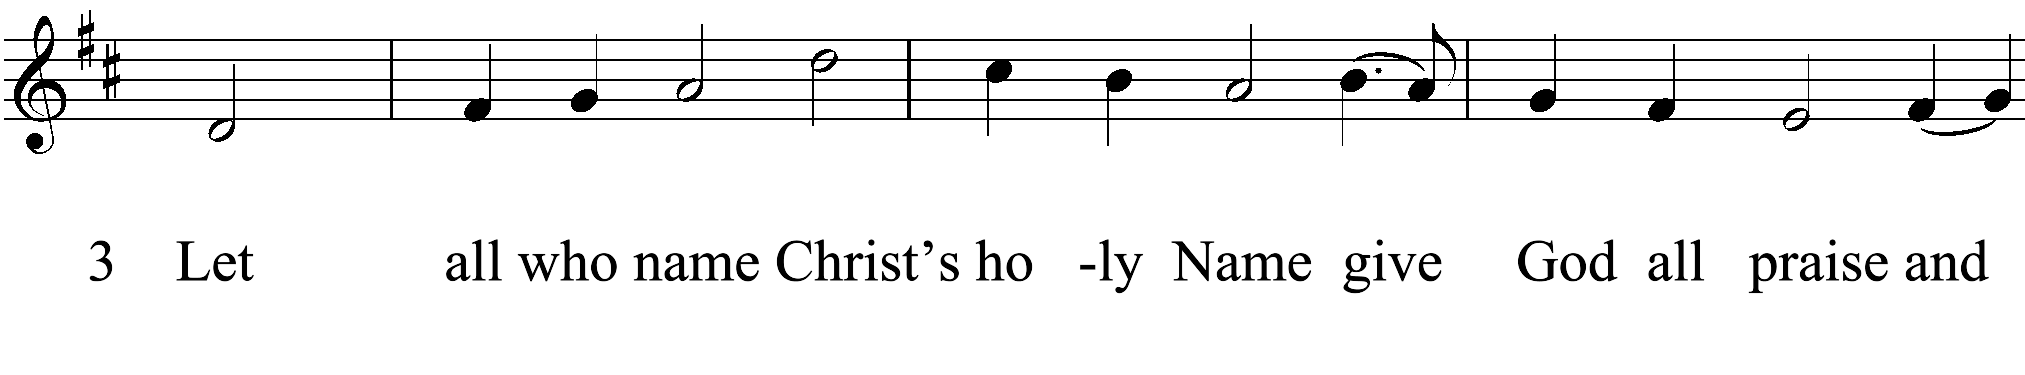 3 Let all who name Christ’s ho -ly Name give God all praise and